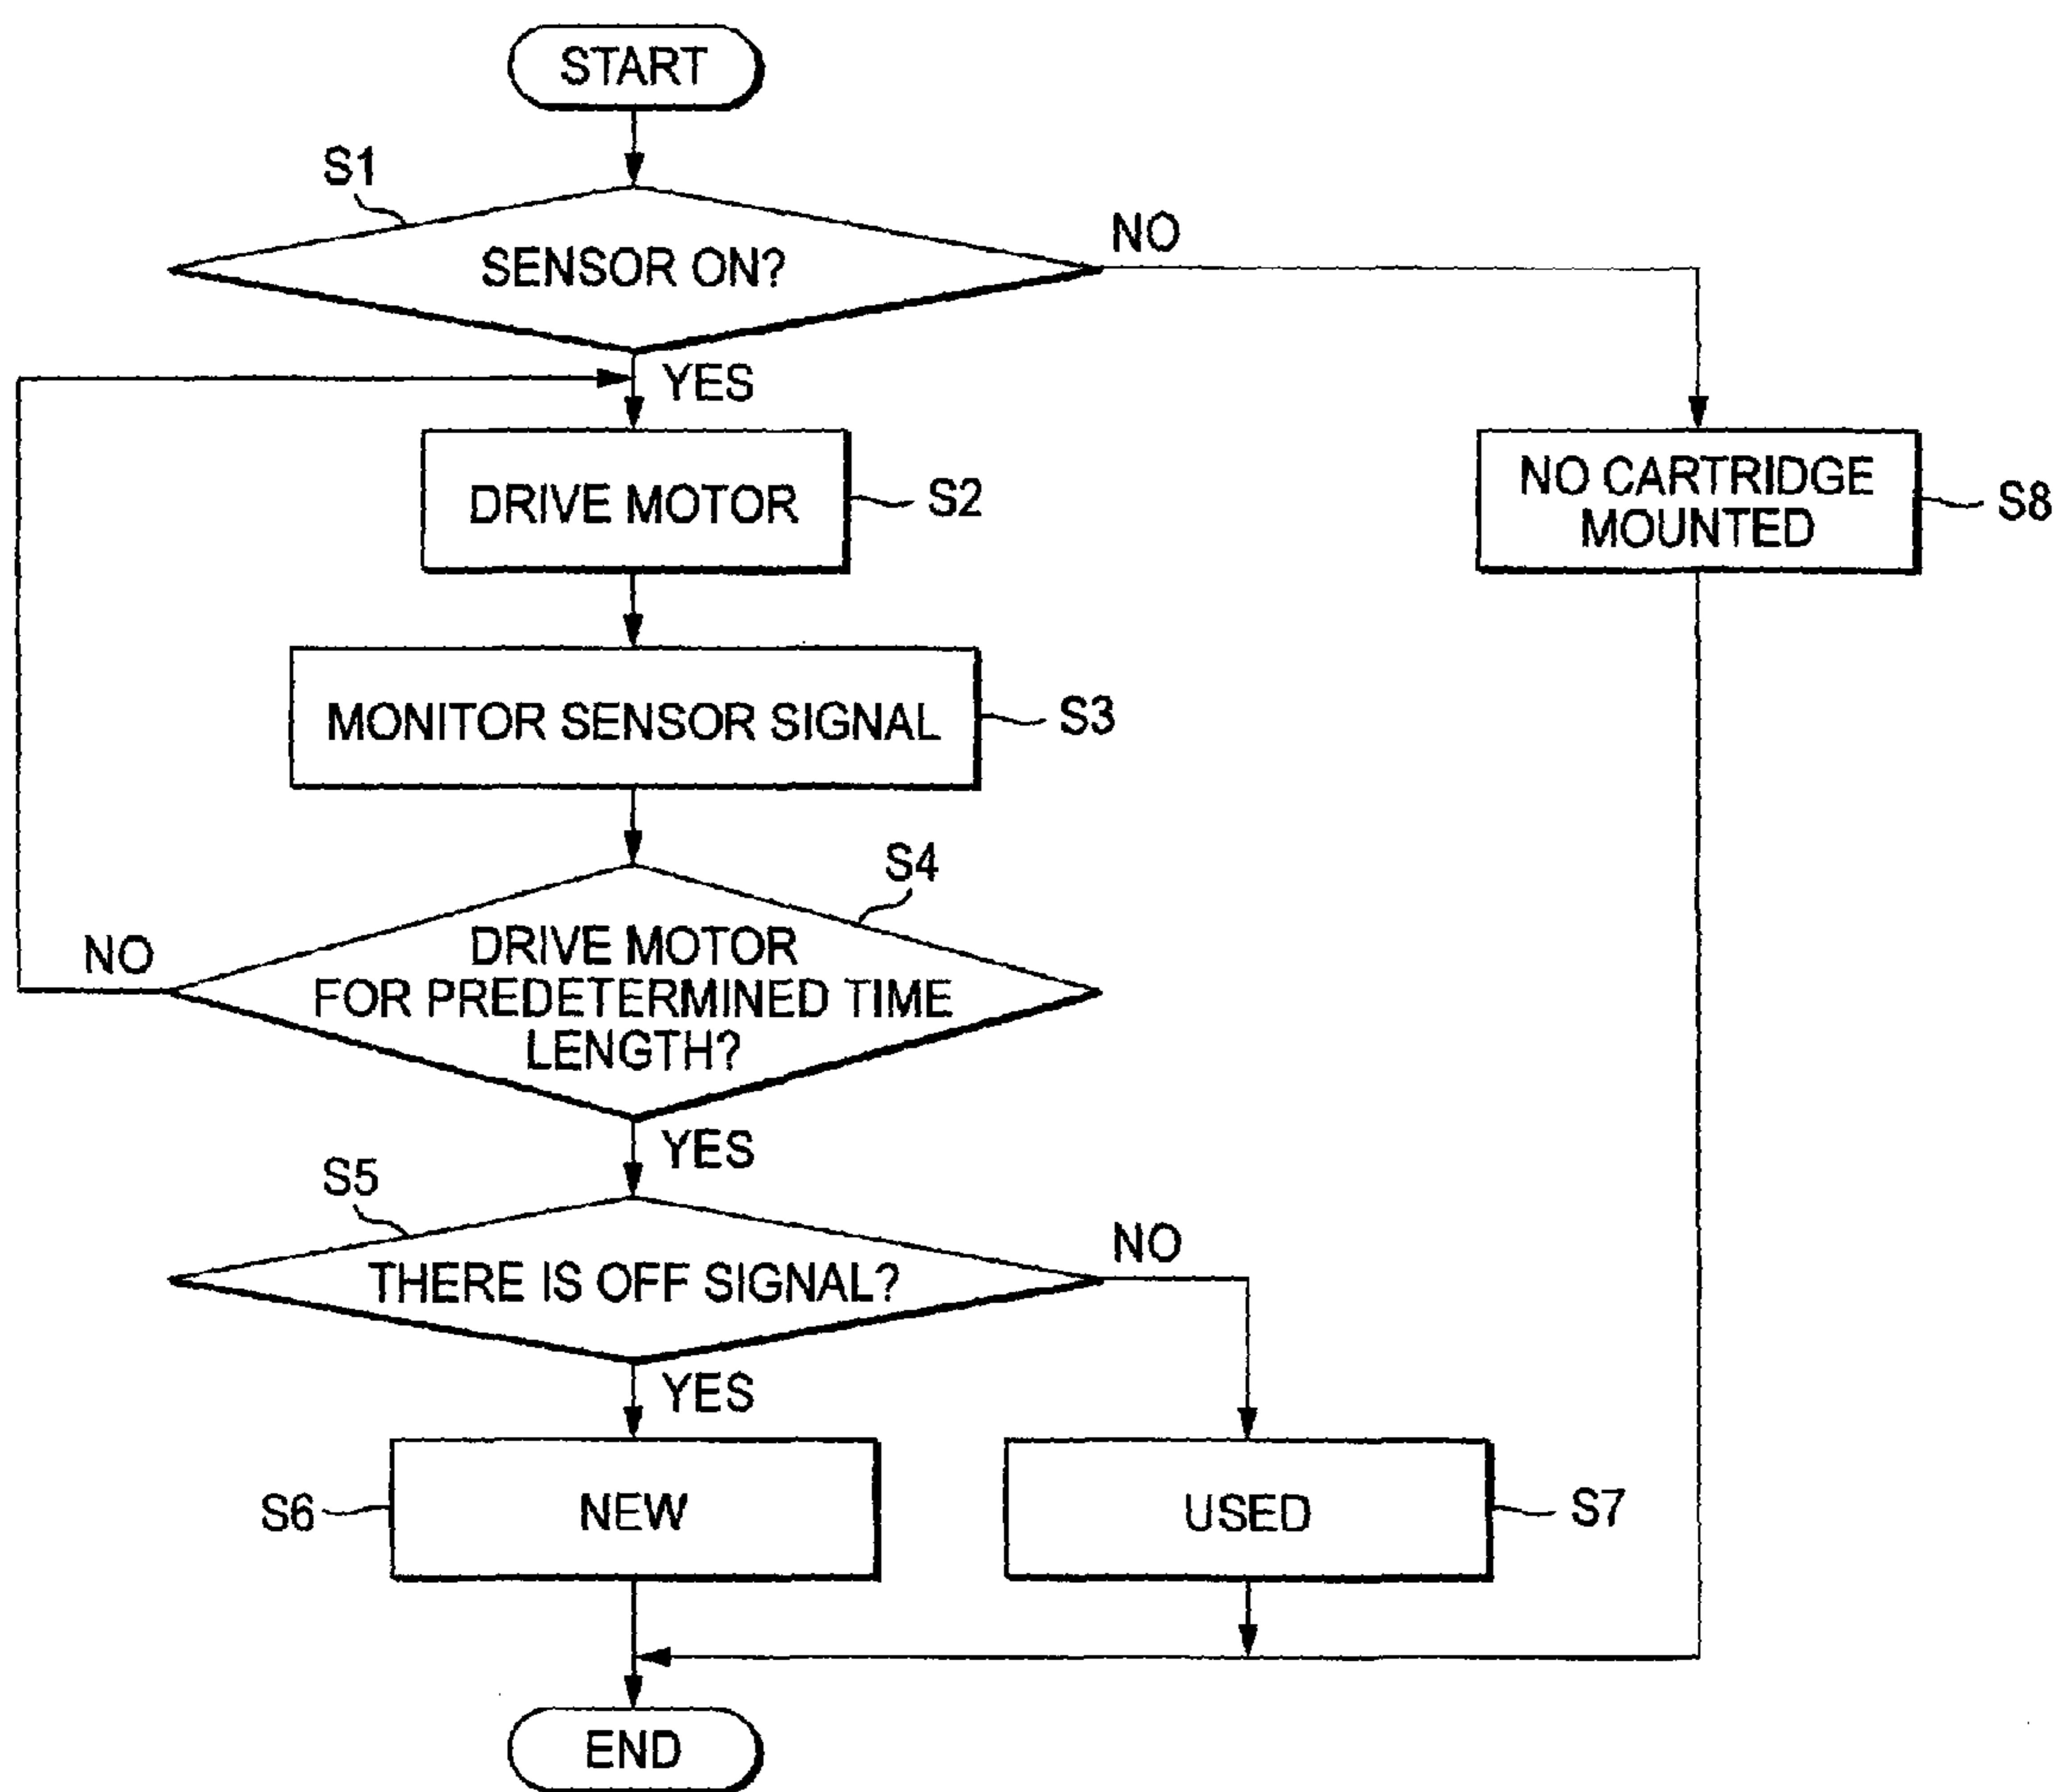 START
S1
SENSOR ON?
NO
YES
DRIVE MOTOR
S2
NO CARTRIDGE
MOUNTED
S8
MONITOR SENSOR SIGNAL
S3
S4
NO
DRIVE MOTOR
FOR PREDETERMINED TIME
LENGTH?
YES
S5
THERE IS OFF SIGNAL?
NO
YES
S6
NEW
USED
S7
END